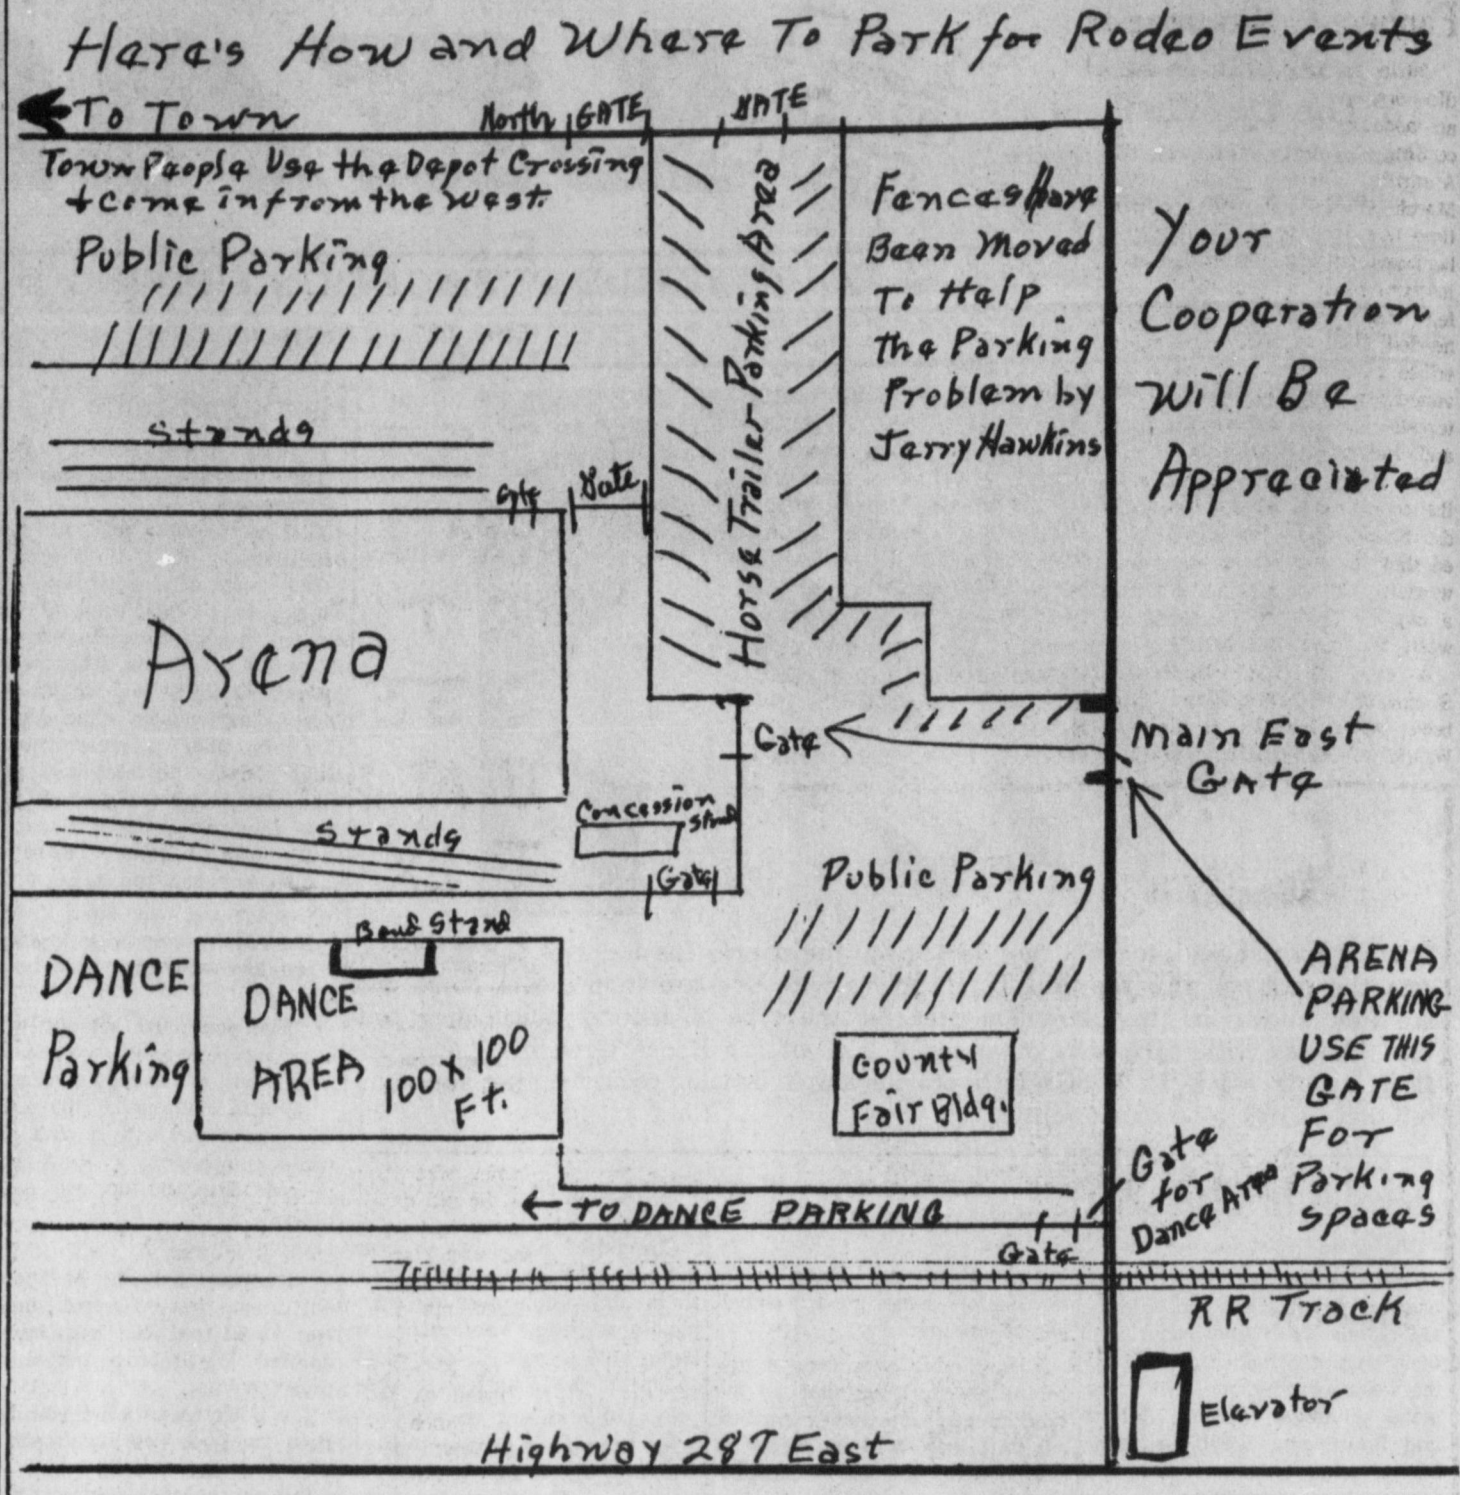 Here's How and Where To Park for Rodeo Events
To Town
North
GATE
GATE
Town People Use the Depot Crossing
+ come in from the west.
Public Parking
Horse Trailer Parking Area
Fences Have
Been Moved
To Help
the Parking
Problem by
Jerry Hawkins
Your
Cooperation
Will Be
Appreciated
Stands
Gate
Gate
Arena
Gate
Main East
GAte
Concession
Stand
Stands
Gate
Public Parking
Band Stand
DANCE
Parking
DANCE
AREA
100 x 100
Ft.
County
Fair Bldg.
ARENA
PARKING
USE THIS
GATE
For
Parking
Spaces
Gate
for
Dance Area
TO DANCE PARKING
Gate
RR Track
Elevator
Highway 287 East